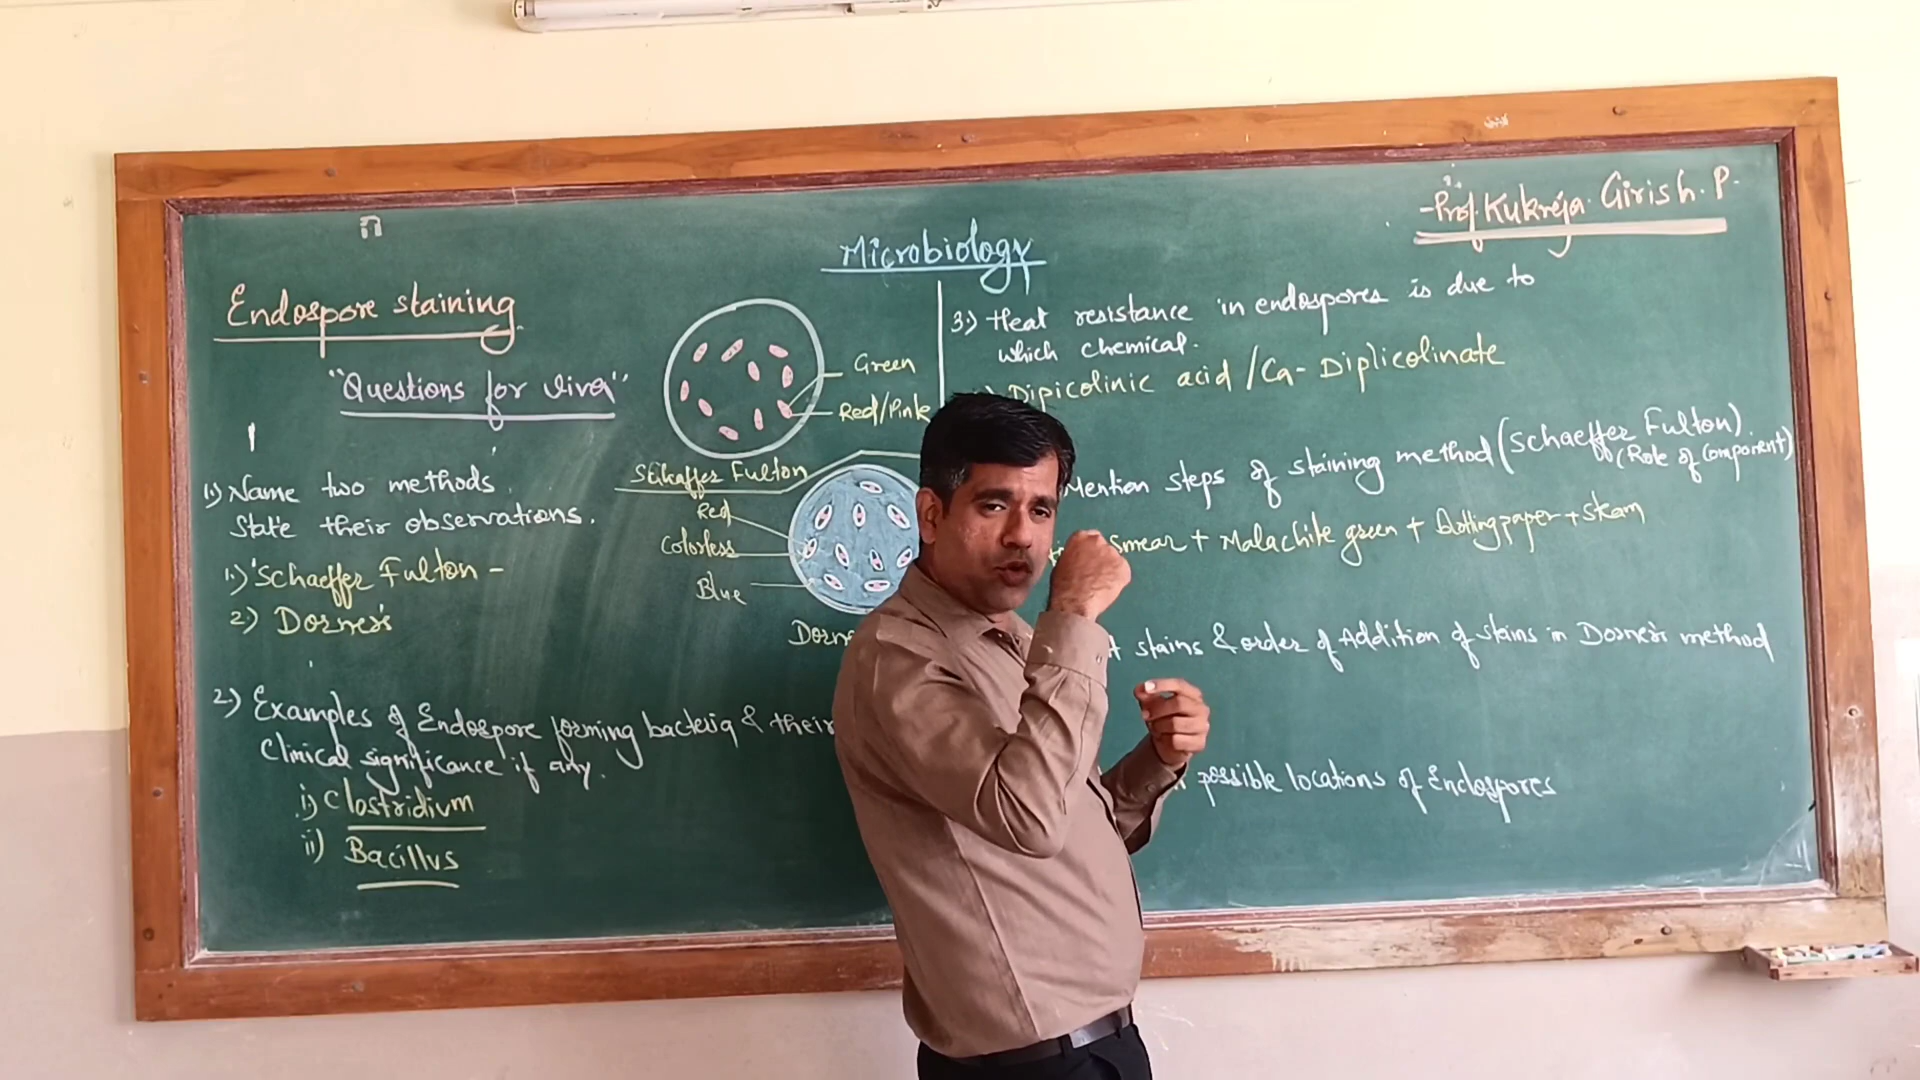 Microbiology
-Prof. Kukreja. Girish. P.
Endospore staining
"Questions for viva"
1.) Name two methods.
State their observations.
1.) Schaeffer Fulton -
2.) Dorner's
2.) Examples of Endospore forming bacteria & their
Clinical significance if any.
i) Clostridium
ii) Bacillus
Green
Red/Pink
Schaffer Fulton
Red
Colorless
Blue
Dorne
3.) Heat resistance in endospores is due to
which chemical.
Dipicolinic acid / Ca- Diplicolinate
Mention steps of staining method (Schaeffer Fulton).
(Role of Component)
Smear + Malachite green + Blotting paper + steam
stains & order of Addition of stains in Dorner's method
possible locations of Endospores